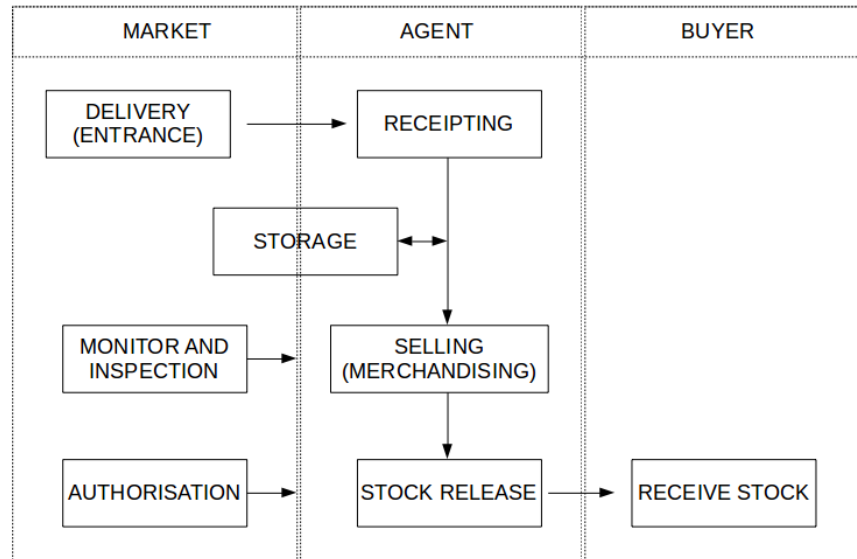 MARKET
AGENT
BUYER
DELIVERY
(ENTRANCE)
RECEIPTING
STORAGE
MONITOR AND
INSPECTION
SELLING
(MERCHANDISING)
AUTHORISATION
STOCK RELEASE
RECEIVE STOCK